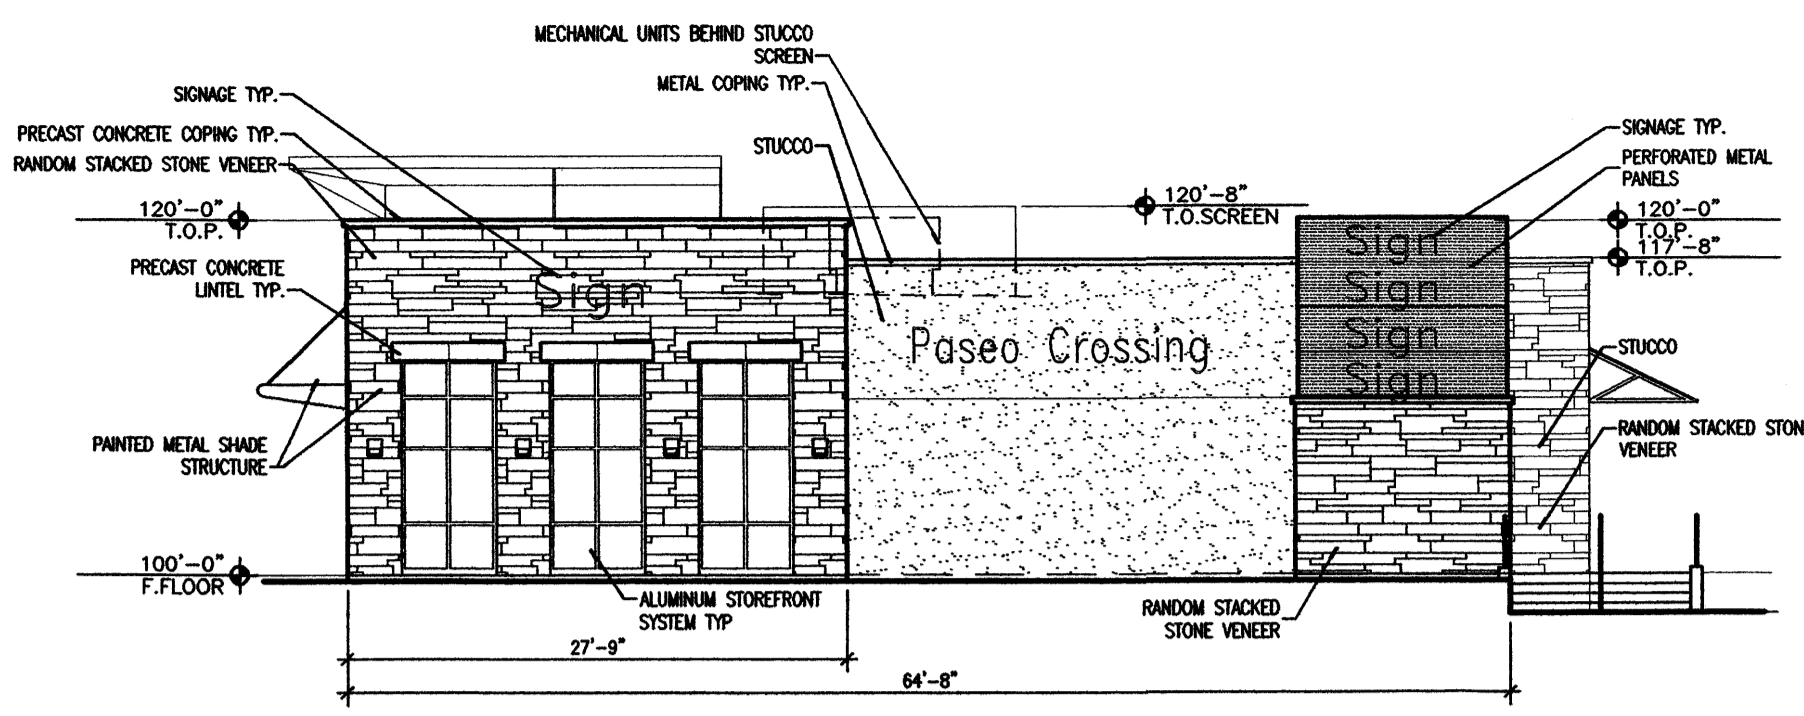 MECHANICAL UNITS BEHIND STUCCO
SCREEN
METAL COPING TYP.
SIGNAGE TYP.
PRECAST CONCRETE COPING TYP.
RANDOM STACKED STONE VENEER
STUCCO
SIGNAGE TYP.
PERFORATED METAL
PANELS
120'-0"
T.O.P.
120'-8"
T.O.SCREEN
120'-0"
T.O.P.
117'-8"
T.O.P.
PRECAST CONCRETE
LINTEL TYP.
Sign
Paseo Crossing
Sign
Sign
Sign
Sign
STUCCO
PAINTED METAL SHADE
STRUCTURE
RANDOM STACKED STON
VENEER
100'-0"
F.FLOOR
ALUMINUM STOREFRONT
SYSTEM TYP
RANDOM STACKED
STONE VENEER
27'-9"
64'-8"